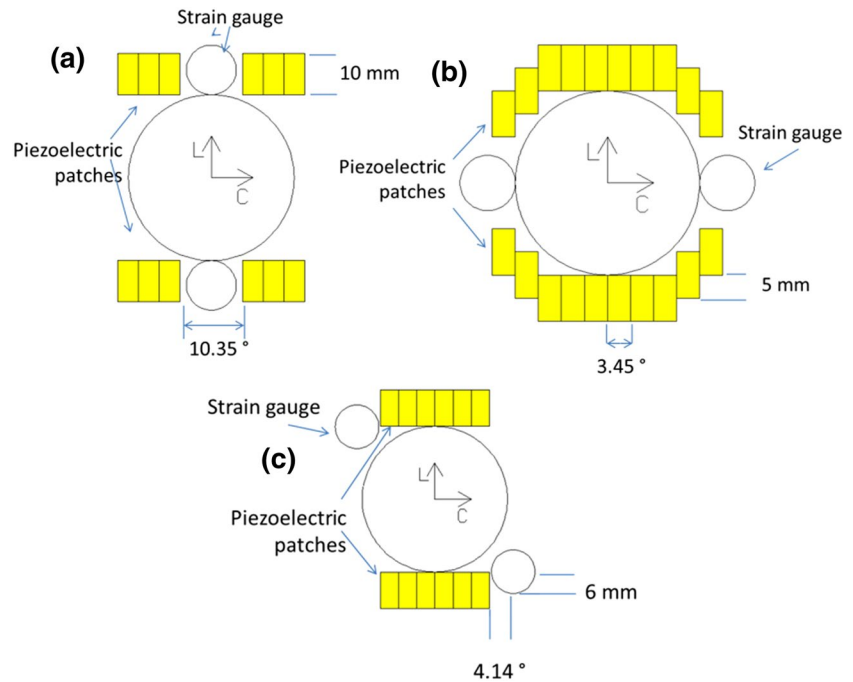 Strain gauge
(a)
10 mm
Piezoelectric
patches
L
C
10.35 °
(b)
Strain gauge
Piezoelectric
patches
L
C
5 mm
3.45 °
Strain gauge
(c)
Piezoelectric
patches
L
C
6 mm
4.14 °